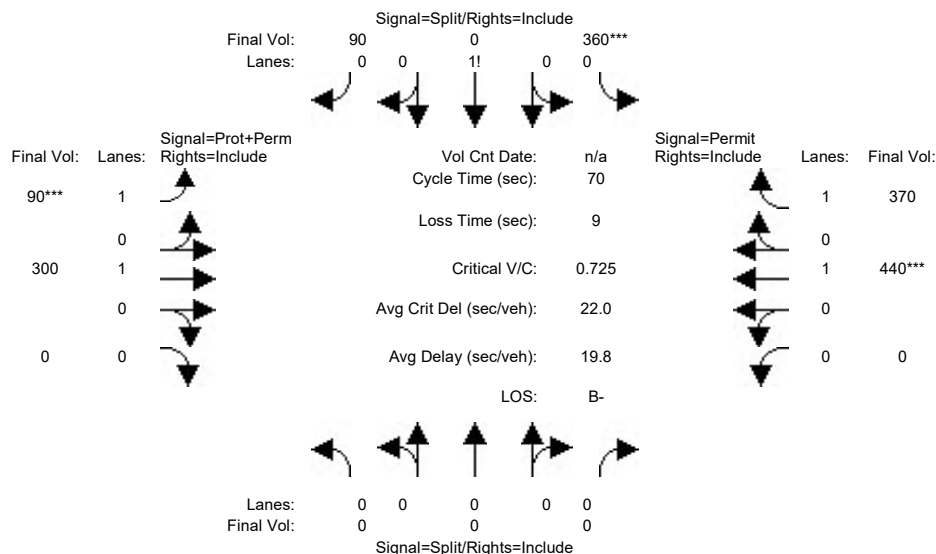 Signal=Split/Rights=Include
Final Vol: 90 0 360***
Lanes: 0 0 1! 0 0
Signal=Prot+Perm
Final Vol: Lanes: Rights=Include
Vol Cnt Date: n/a
Signal=Permit
Rights=Include Lanes: Final Vol:
Cycle Time (sec): 70
90*** 1
1 370
Loss Time (sec): 9
0
0
300 1
Critical V/C: 0.725
1 440***
0
Avg Crit Del (sec/veh): 22.0
0
0 0
Avg Delay (sec/veh): 19.8
0 0
LOS: B-
Lanes: 0 0 0 0 0
Final Vol: 0 0 0
Signal=Split/Rights=Include